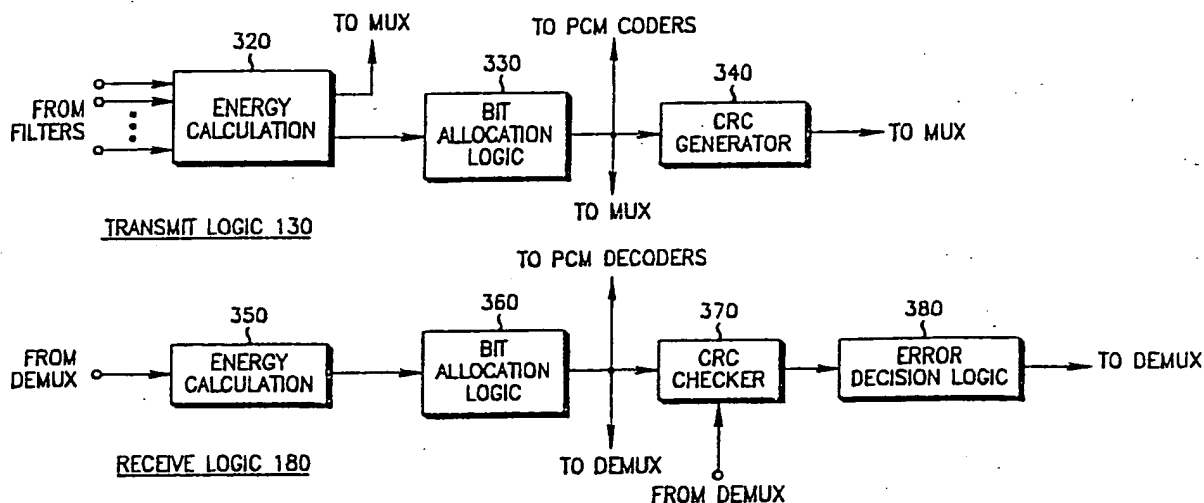 TO MUX
TO PCM CODERS
320
330
340
FROM
FILTERS
ENERGY
CALCULATION
BIT
ALLOCATION
LOGIC
CRC
GENERATOR
TO MUX
TO MUX
TRANSMIT LOGIC 130
TO PCM DECODERS
350
360
370
380
FROM
DEMUX
ENERGY
CALCULATION
BIT
ALLOCATION
LOGIC
CRC
CHECKER
ERROR
DECISION LOGIC
TO DEMUX
RECEIVE LOGIC 180
TO DEMUX
FROM DEMUX